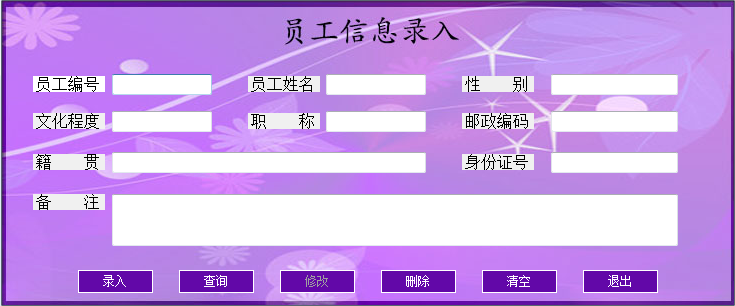 员工信息录入
员工编号 员工姓名 性 别
文化程度 职 称 邮政编码
籍 贯 身份证号
备 注
录入 查询 修改 删除 清空 退出